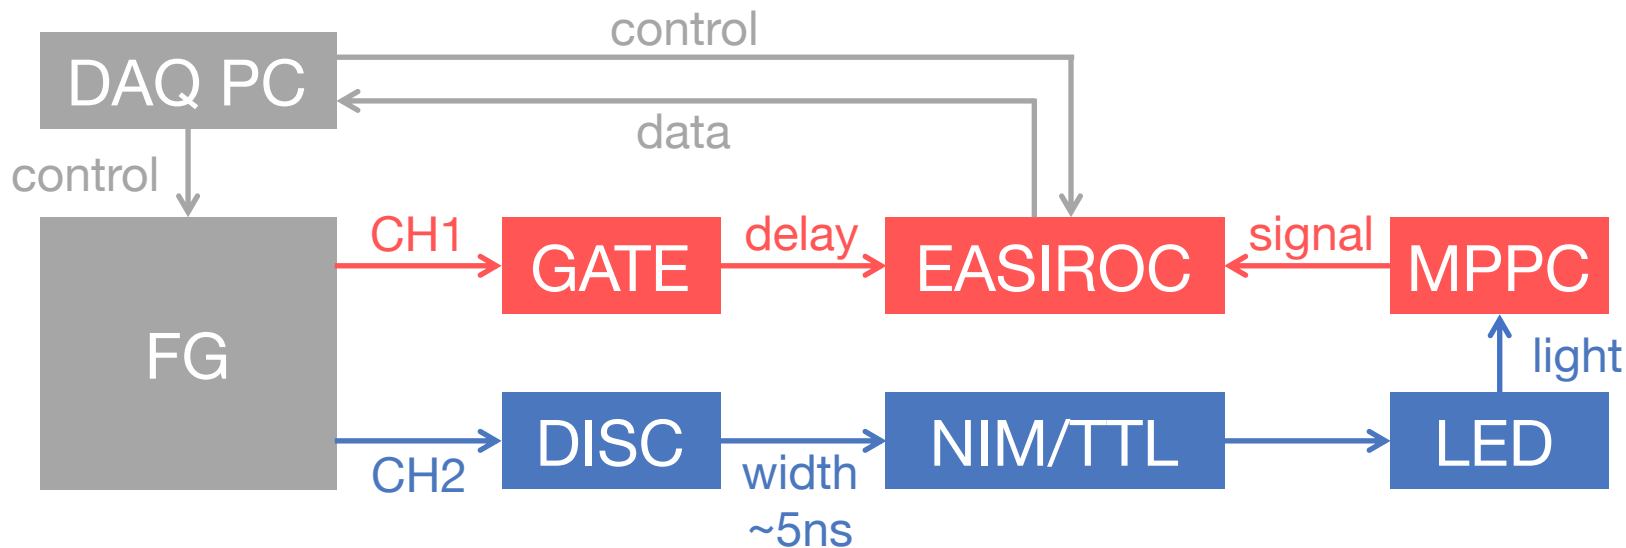 control
DAQ PC
data
control
CH1
delay
signal
GATE
EASIROC
MPPC
FG
light
DISC
NIM/TTL
LED
CH2
width
~5ns